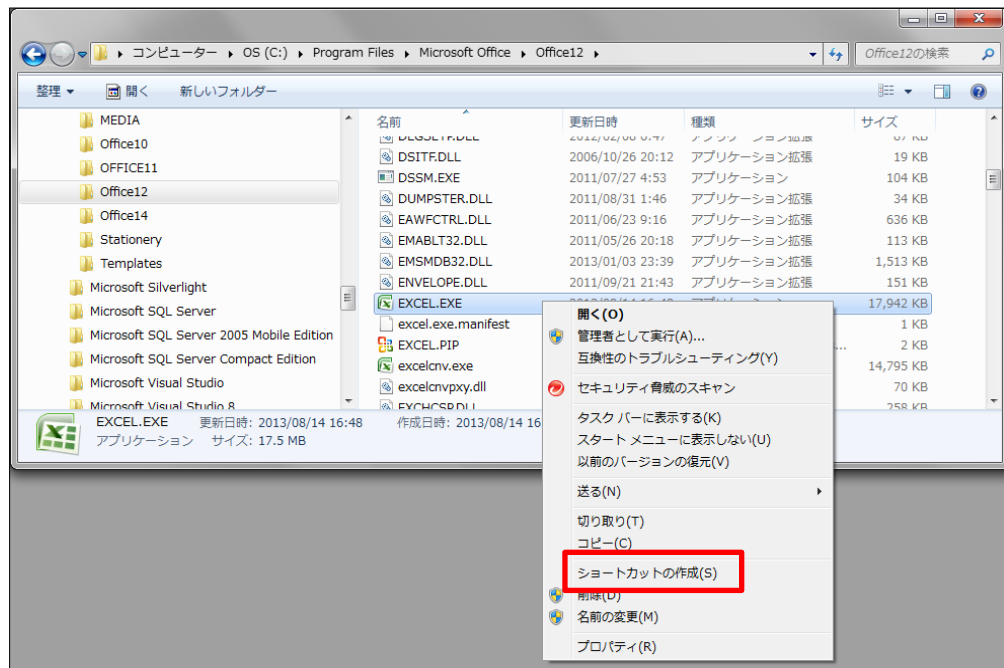 コンピューター ▸ OS (C:) ▸ Program Files ▸ Microsoft Office ▸ Office12 ▸
Office12の検索
整理 開く 新しいフォルダー
MEDIA
Office10
OFFICE11
Office12
Office14
Stationery
Templates
Microsoft Silverlight
Microsoft SQL Server
Microsoft SQL Server 2005 Mobile Edition
Microsoft SQL Server Compact Edition
Microsoft Visual Studio
Microsoft Visual Studio 8
名前 更新日時 種類 サイズ
DSITF.DLL 2006/10/26 20:12 アプリケーション拡張 19 KB
DSSM.EXE 2011/07/27 4:53 アプリケーション 104 KB
DUMPSTER.DLL 2011/08/31 1:46 アプリケーション拡張 34 KB
EAWFCTRL.DLL 2011/06/23 9:16 アプリケーション拡張 636 KB
EMABLT32.DLL 2011/05/26 20:18 アプリケーション拡張 113 KB
EMSMDB32.DLL 2013/01/03 23:39 アプリケーション拡張 1,513 KB
ENVELOPE.DLL 2011/09/21 21:43 アプリケーション拡張 151 KB
EXCEL.EXE 17,942 KB
excel.exe.manifest 1 KB
EXCEL.PIP ... 2 KB
excelcnv.exe 14,795 KB
excelcnvpxy.dll 70 KB
EXCHCSP.DLL 258 KB
EXCEL.EXE 更新日時: 2013/08/14 16:48 作成日時: 2013/08/14 16
アプリケーション サイズ: 17.5 MB
開く(O)
管理者として実行(A)...
互換性のトラブルシューティング(Y)
セキュリティ脅威のスキャン
タスク バーに表示する(K)
スタート メニューに表示しない(U)
以前のバージョンの復元(V)
送る(N)
切り取り(T)
コピー(C)
ショートカットの作成(S)
削除(D)
名前の変更(M)
プロパティ(R)